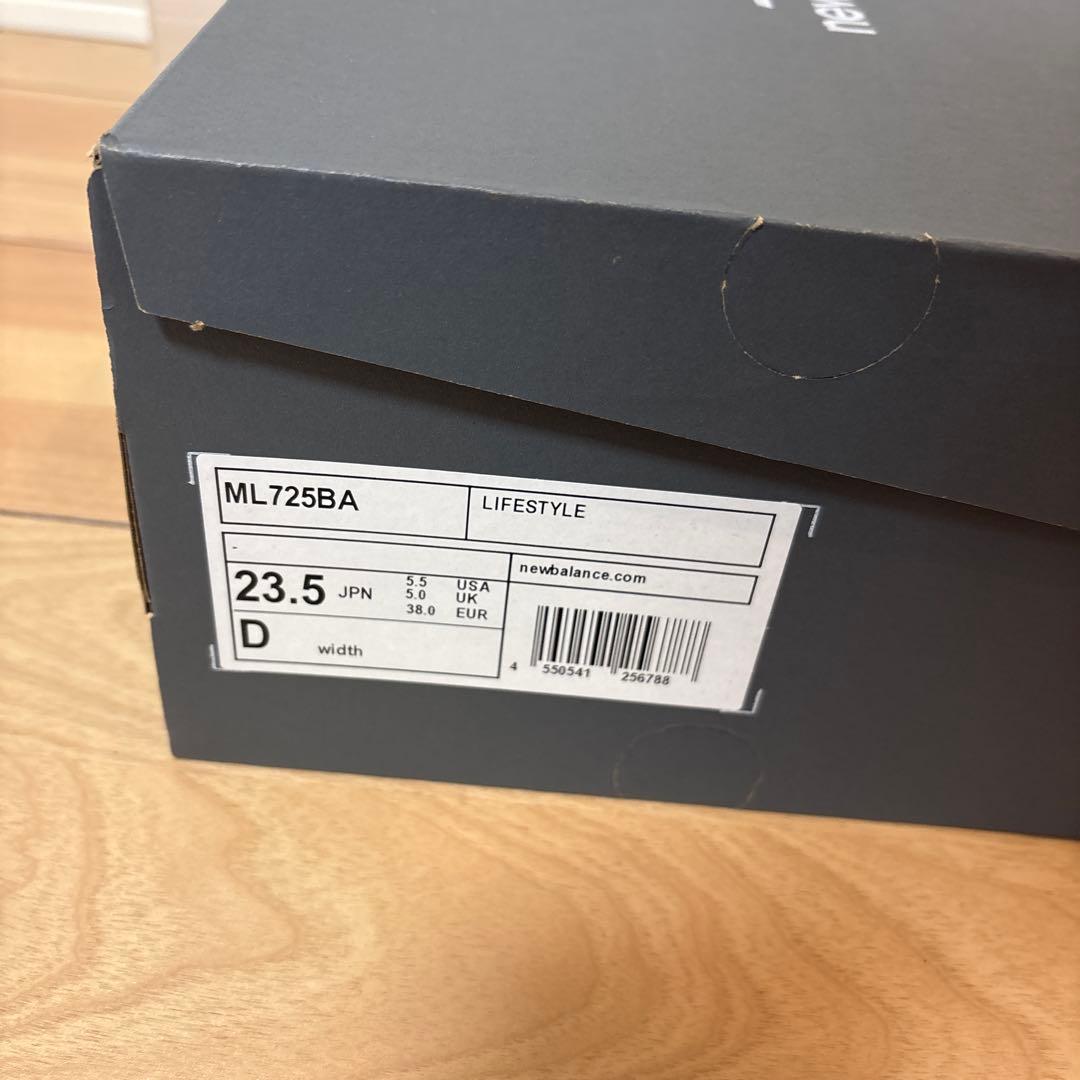 new
ML725BA
LIFESTYLE
-
newbalance.com
23.5 JPN
5.5 USA
5.0 UK
38.0 EUR
D width
4 550541 256788